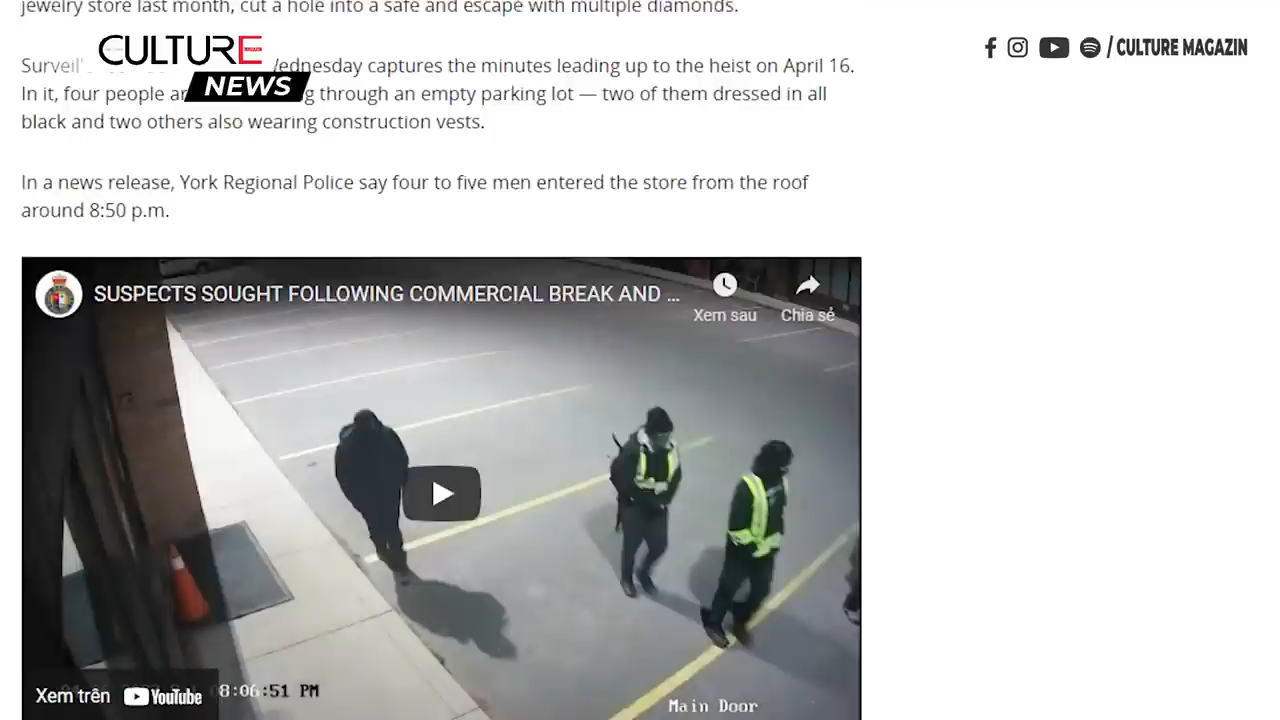 jewelry store last month, cut a hole into a safe and escape with multiple diamonds.
CULTURE
NEWS
/ CULTURE MAGAZIN
Surveil ednesday captures the minutes leading up to the heist on April 16.
In it, four people ar g through an empty parking lot — two of them dressed in all
black and two others also wearing construction vests.
In a news release, York Regional Police say four to five men entered the store from the roof
around 8:50 p.m.
SUSPECTS SOUGHT FOLLOWING COMMERCIAL BREAK AND ...
Xem sau
Chia sẻ
Xem trên YouTube
8:06:51 PM
Main Door